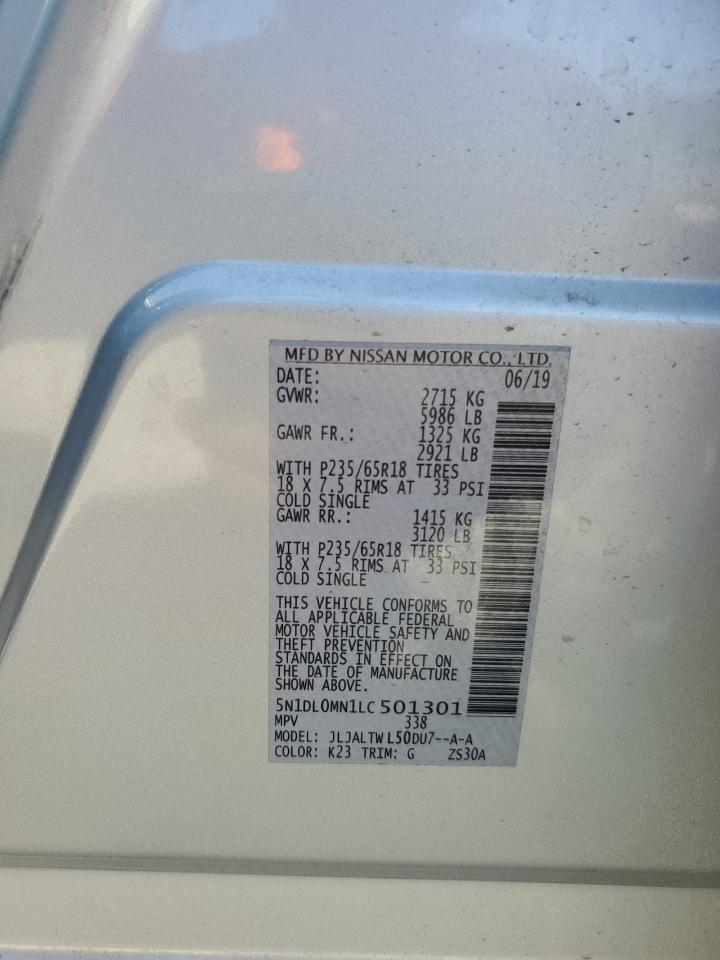 MFD BY NISSAN MOTOR CO., LTD.
DATE: 06/19
GVWR: 2715 KG
5986 LB
GAWR FR.: 1325 KG
2921 LB
WITH P235/65R18 TIRES
18 X 7.5 RIMS AT 33 PSI
COLD SINGLE
GAWR RR.: 1415 KG
3120 LB
WITH P235/65R18 TIRES
18 X 7.5 RIMS AT 33 PSI
COLD SINGLE
THIS VEHICLE CONFORMS TO
ALL APPLICABLE FEDERAL
MOTOR VEHICLE SAFETY AND
THEFT PREVENTION
STANDARDS IN EFFECT ON
THE DATE OF MANUFACTURE
SHOWN ABOVE.
5N1DL0MN1LC501301
MPV 338
MODEL: JLJALTWL50DU7--A-A
COLOR: K23 TRIM: G ZS30A